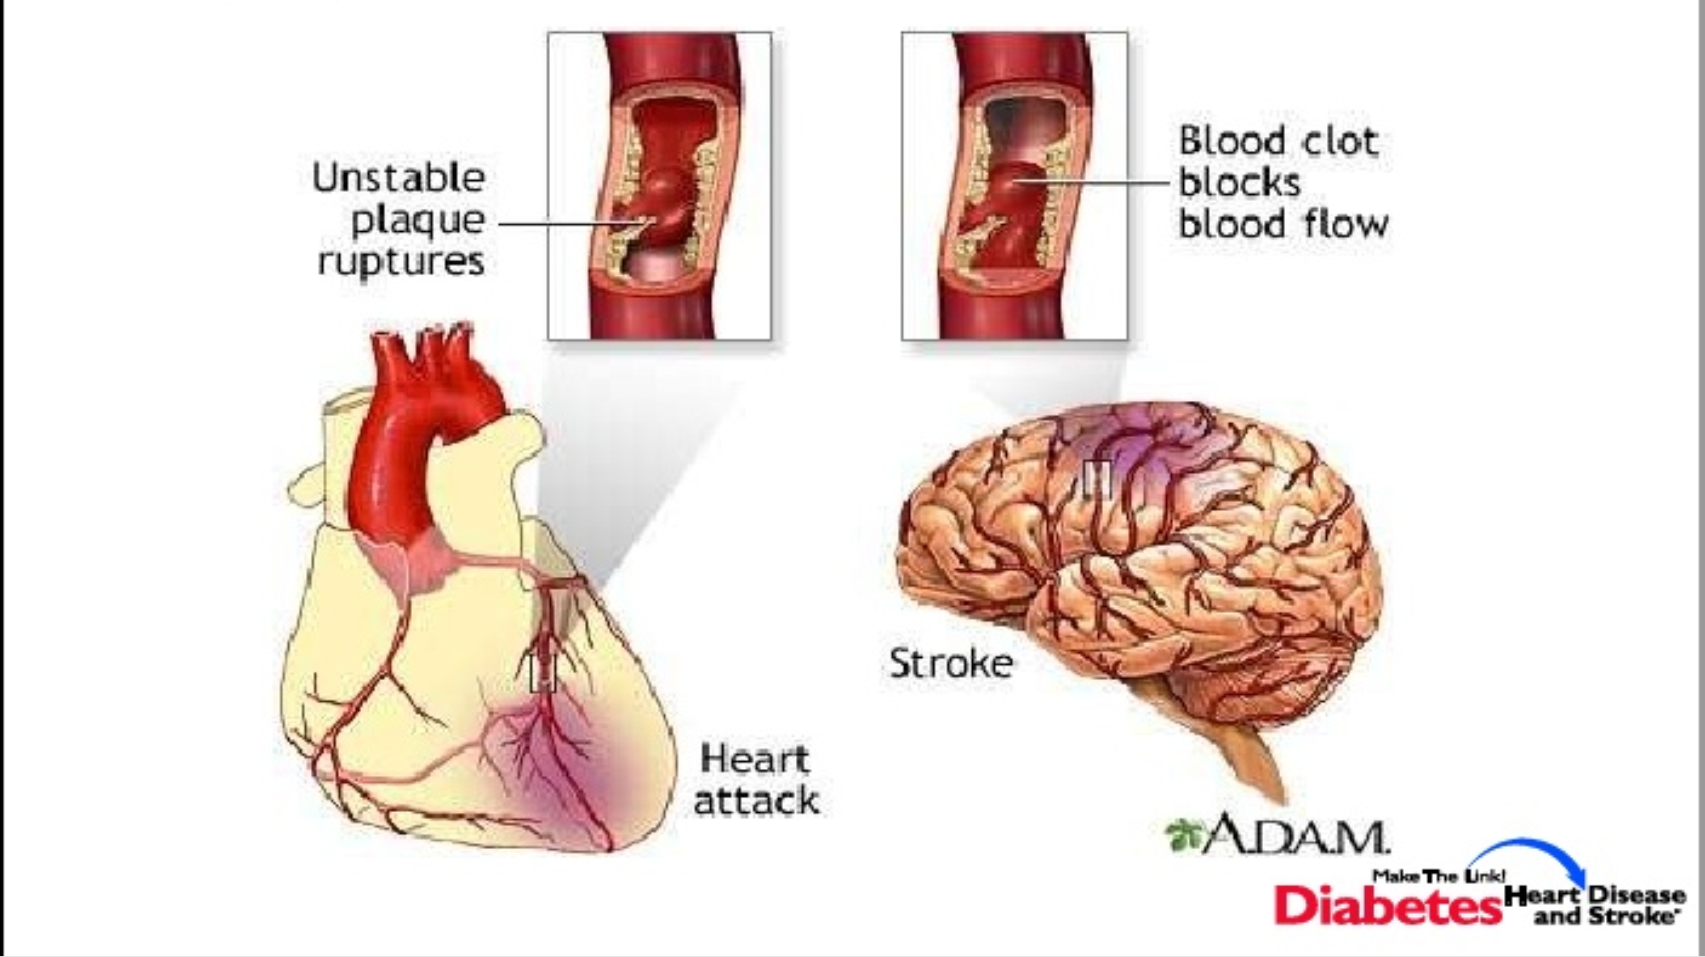 Unstable
plaque
ruptures
Blood clot
blocks
blood flow
Heart
attack
Stroke
A.D.A.M.
Make The Link!
Diabetes Heart Disease
and Stroke